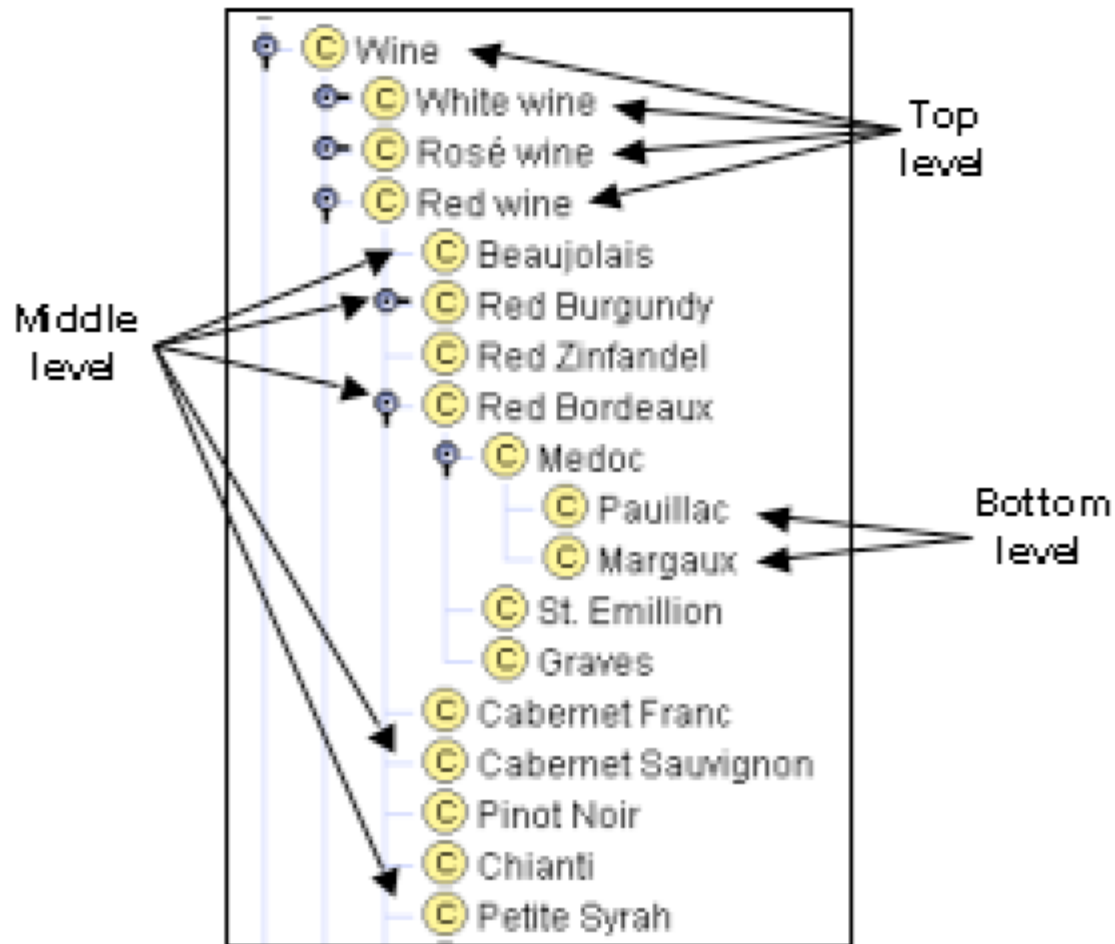 C Wine
C White wine
C Rosé wine
C Red wine
C Beaujolais
C Red Burgundy
C Red Zinfandel
C Red Bordeaux
C Medoc
C Pauillac
C Margaux
C St. Emillion
C Graves
C Cabernet Franc
C Cabernet Sauvignon
C Pinot Noir
C Chianti
C Petite Syrah
Top
level
Middle
level
Bottom
level